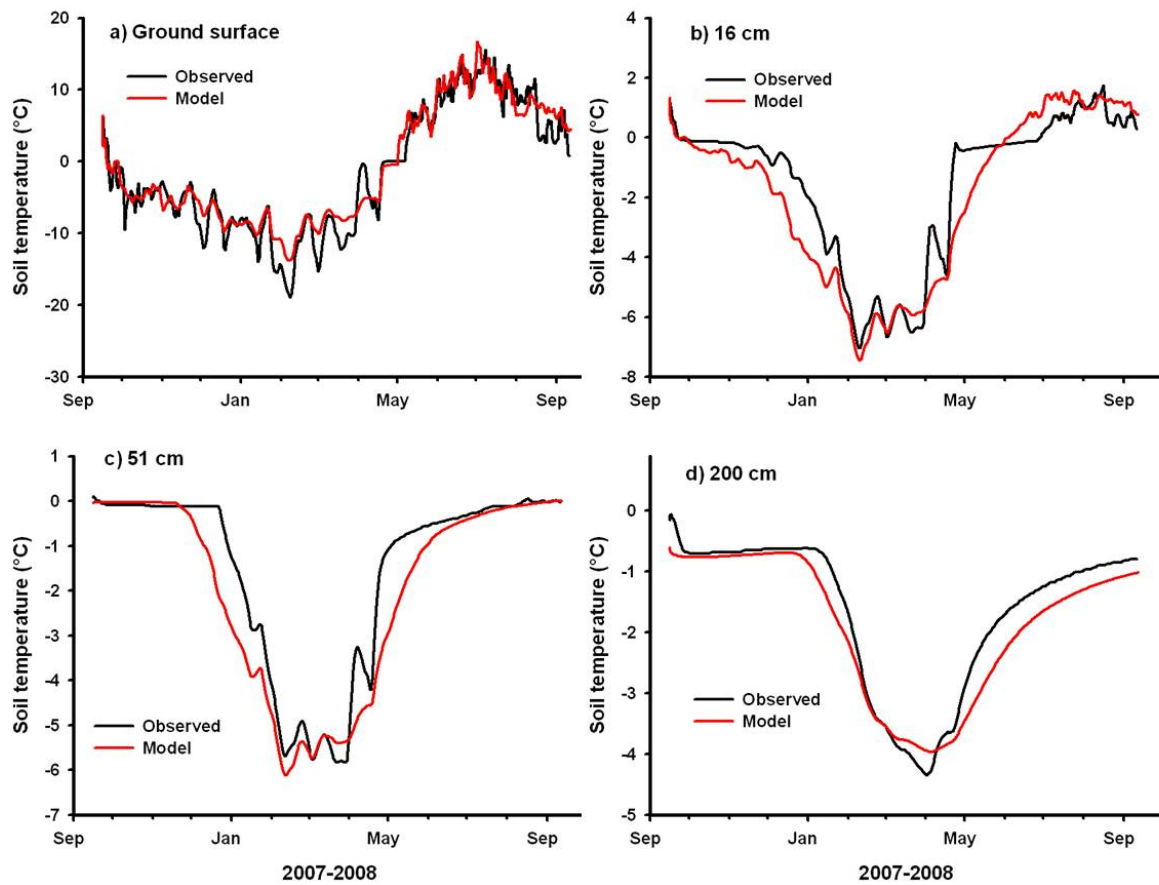 a) Ground surface
Observed
Model
Soil temperature (°C)
20
10
0
-10
-20
-30
Sep
Jan
May
Sep
b) 16 cm
Observed
Model
Soil temperature (°C)
4
2
0
-2
-4
-6
-8
Sep
Jan
May
Sep
c) 51 cm
Observed
Model
Soil temperature (°C)
1
0
-1
-2
-3
-4
-5
-6
-7
Sep
Jan
May
Sep
2007-2008
d) 200 cm
Observed
Model
Soil temperature (°C)
0
-1
-2
-3
-4
-5
Sep
Jan
May
Sep
2007-2008